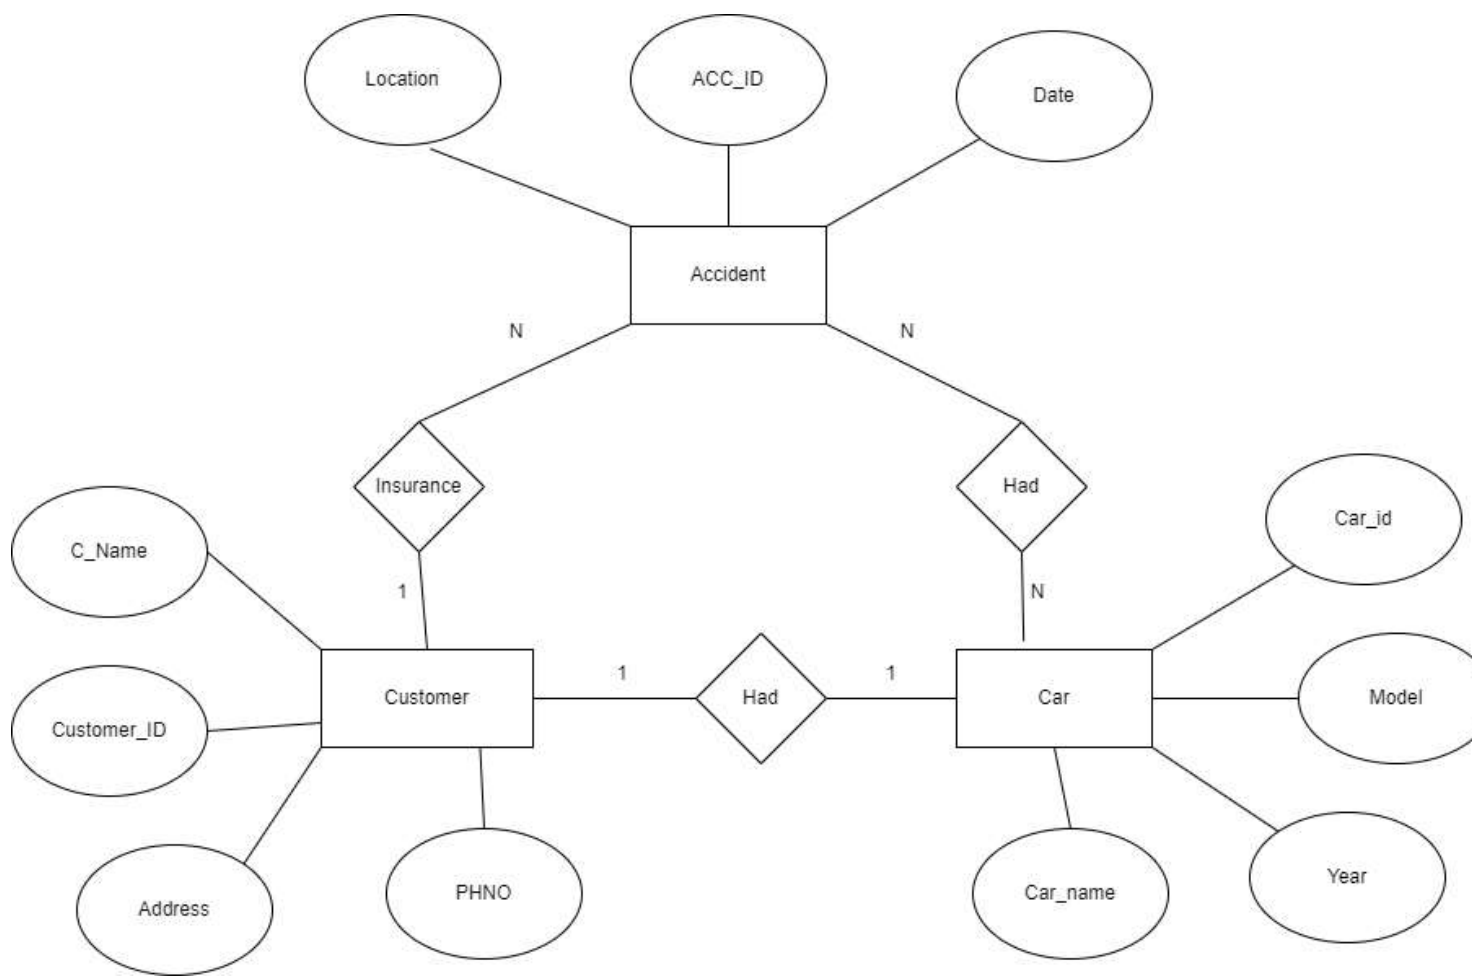 Location
ACC_ID
Date
Accident
N
N
Insurance
Had
Car_id
C_Name
1
N
Customer
1
Had
1
Car
Model
Customer_ID
Address
PHNO
Car_name
Year